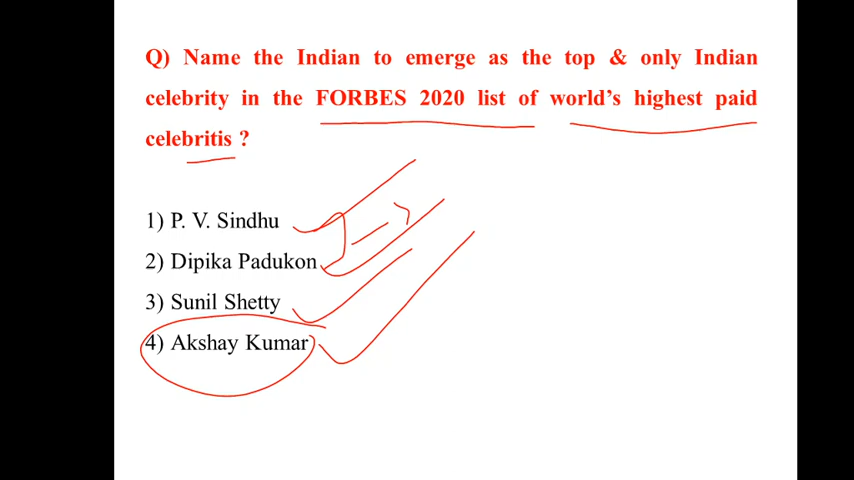 Q) Name the Indian to emerge as the top & only Indian
celebrity in the FORBES 2020 list of world's highest paid
celebritis ?
1) P. V. Sindhu
2) Dipika Padukon
3) Sunil Shetty
4) Akshay Kumar